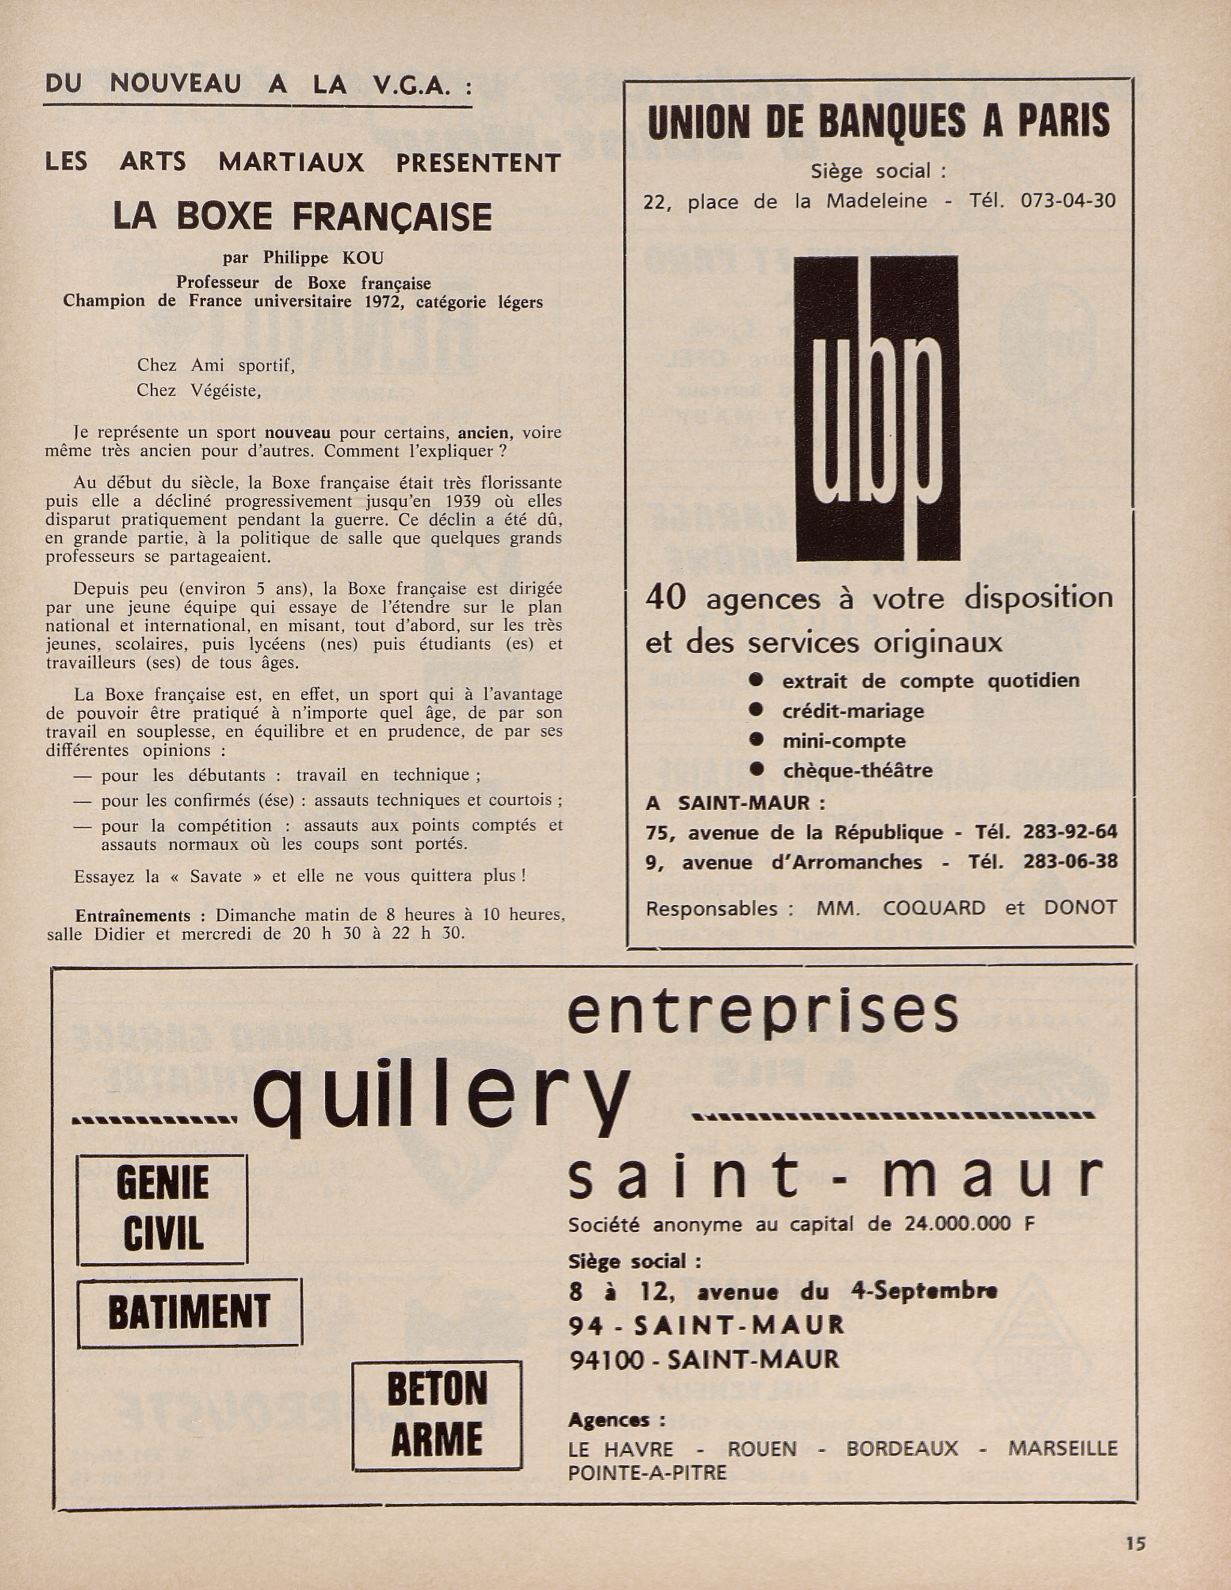 DU NOUVEAU A LA V.G.A. :
LES ARTS MARTIAUX PRESENTENT
LA BOXE FRANÇAISE
par Philippe KOU
Professeur de Boxe française
Champion de France universitaire 1972, catégorie légers
Chez Ami sportif,
Chez Végéiste,
Je représente un sport nouveau pour certains, ancien, voire
même très ancien pour d'autres. Comment l'expliquer ?
Au début du siècle, la Boxe française était très florissante
puis elle a décliné progressivement jusqu'en 1939 où elles
disparut pratiquement pendant la guerre. Ce déclin a été dû,
en grande partie, à la politique de salle que quelques grands
professeurs se partageaient.
Depuis peu (environ 5 ans), la Boxe française est dirigée
par une jeune équipe qui essaye de l'étendre sur le plan
national et international, en misant, tout d'abord, sur les très
jeunes, scolaires, puis lycéens (nes) puis étudiants (es) et
travailleurs (ses) de tous âges.
La Boxe française est, en effet, un sport qui à l'avantage
de pouvoir être pratiqué à n'importe quel âge, de par son
travail en souplesse, en équilibre et en prudence, de par ses
différentes opinions :
— pour les débutants : travail en technique ;
— pour les confirmés (ése) : assauts techniques et courtois ;
— pour la compétition : assauts aux points comptés et
assauts normaux où les coups sont portés.
Essayez la « Savate » et elle ne vous quittera plus !
Entraînements : Dimanche matin de 8 heures à 10 heures,
salle Didier et mercredi de 20 h 30 à 22 h 30.
UNION DE BANQUES A PARIS
Siège social :
22, place de la Madeleine - Tél. 073-04-30
ubp
40 agences à votre disposition
et des services originaux
● extrait de compte quotidien
● crédit-mariage
● mini-compte
● chèque-théâtre
A SAINT-MAUR :
75, avenue de la République - Tél. 283-92-64
9, avenue d'Arromanches - Tél. 283-06-38
Responsables : MM. COQUARD et DONOT
entreprises
quillery
saint-maur
GENIE
CIVIL
BATIMENT
BETON
ARME
Société anonyme au capital de 24.000.000 F
Siège social :
8 à 12, avenue du 4-Septembre
94 - SAINT-MAUR
94100 - SAINT-MAUR
Agences :
LE HAVRE - ROUEN - BORDEAUX - MARSEILLE
POINTE-A-PITRE
15